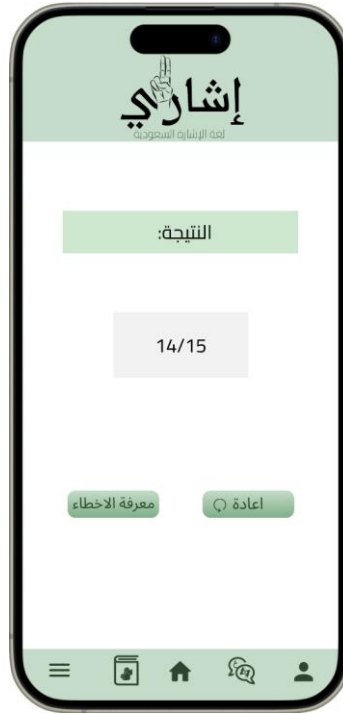 إشاري
لغة الإشارة السعودية
النتيجة:
14/15
اعادة
معرفة الاخطاء